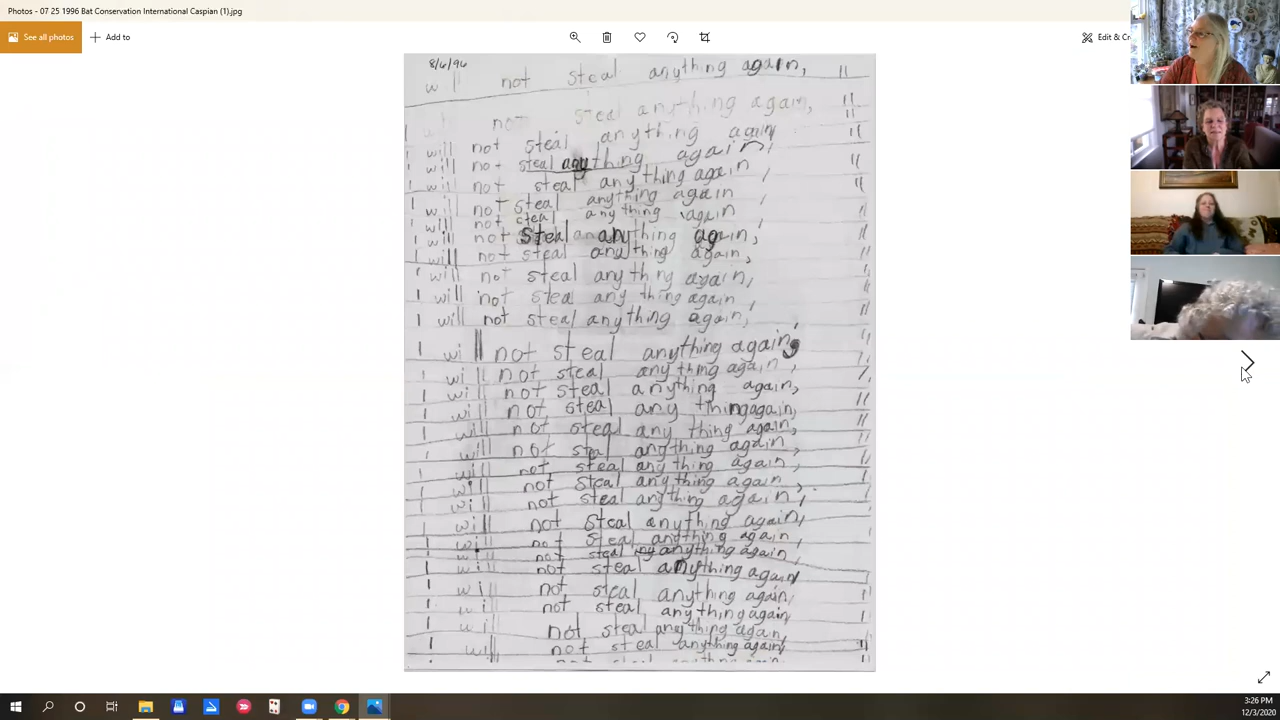 Photos - 07 25 1996 Bat Conservation International Caspian (1).jpg
See all photos
Add to
Edit & Cr
8/6/96
will not steal anything again, "
not steal anything again, "
I will not steal anything again "
I will not steal anything again, "
I will not steal anything again, "
I will not steal anything again
I will not steal anything again, "
I will not steal anything again, "
I will not steal anything again, "
I will not steal anything again, "
I will not steal anything again, "
I will not steal anything again, "
I will not steal anything again, "
I will not steal anything again, "
I will not steal anything again, "
I will not steal any thing again, "
I will not steal any thing again, "
I will not steal anything again, "
I will not steal any thing again, "
I will not steal anything again, "
I will not steal anything again, "
I will not steal anything again, "
I will not steal anything again, "
I will not steal anything again, "
I will not steal anything again "
I will not steal anything again, "
I will not steal anything again, "
I will not steal anything again, "
I will not steal anything again, "
3:26 PM
12/3/2020